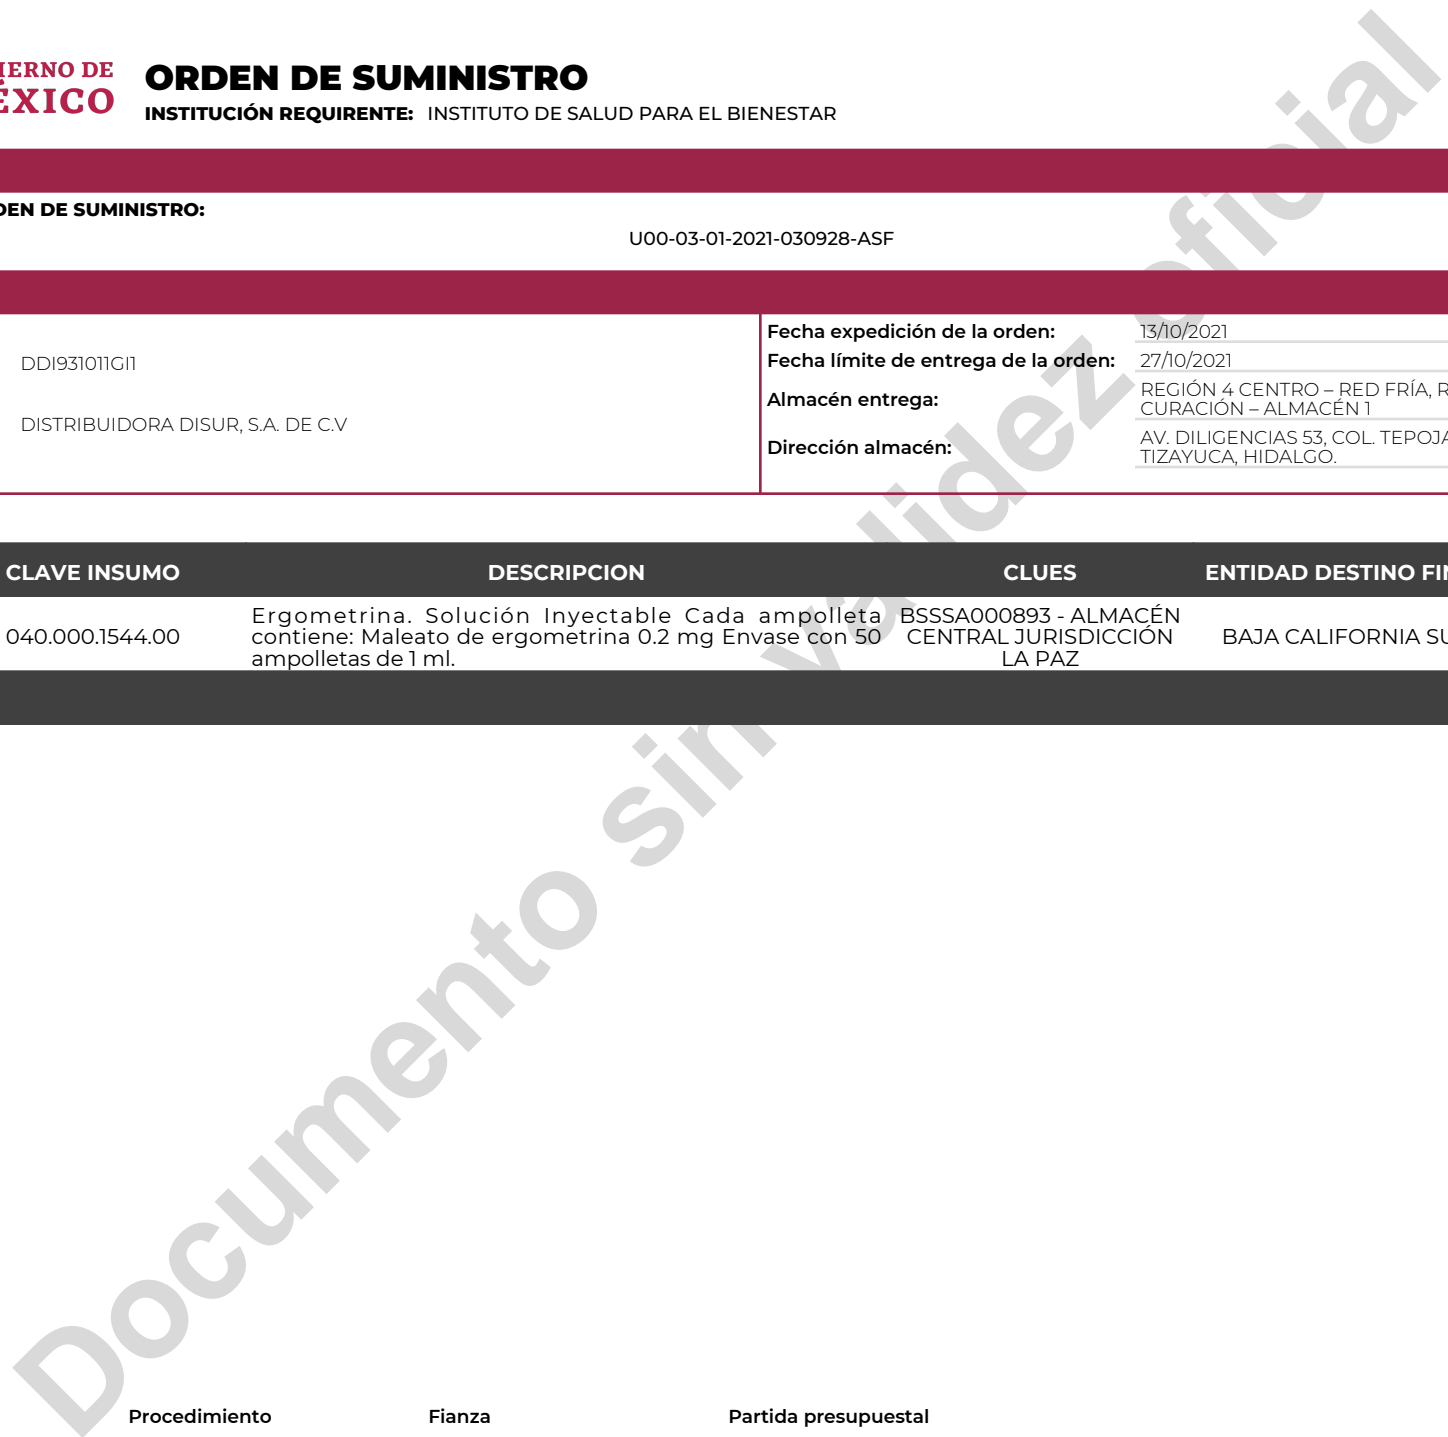 IERNO DE
ÉXICO
ORDEN DE SUMINISTRO
INSTITUCIÓN REQUIRENTE: INSTITUTO DE SALUD PARA EL BIENESTAR
DEN DE SUMINISTRO:
U00-03-01-2021-030928-ASF
DDI931011GI1
DISTRIBUIDORA DISUR, S.A. DE C.V
Fecha expedición de la orden: 13/10/2021
Fecha límite de entrega de la orden: 27/10/2021
Almacén entrega: REGIÓN 4 CENTRO – RED FRÍA, R
CURACIÓN – ALMACÉN 1
Dirección almacén: AV. DILIGENCIAS 53, COL. TEPOJA
TIZAYUCA, HIDALGO.
CLAVE INSUMO DESCRIPCION CLUES ENTIDAD DESTINO FIN
040.000.1544.00
Ergometrina. Solución Inyectable Cada ampolleta
contiene: Maleato de ergometrina 0.2 mg Envase con 50
ampolletas de 1 ml.
BSSSA000893 - ALMACÉN
CENTRAL JURISDICCIÓN
LA PAZ
BAJA CALIFORNIA SU
Documento sin validez oficial
Procedimiento Fianza Partida presupuestal